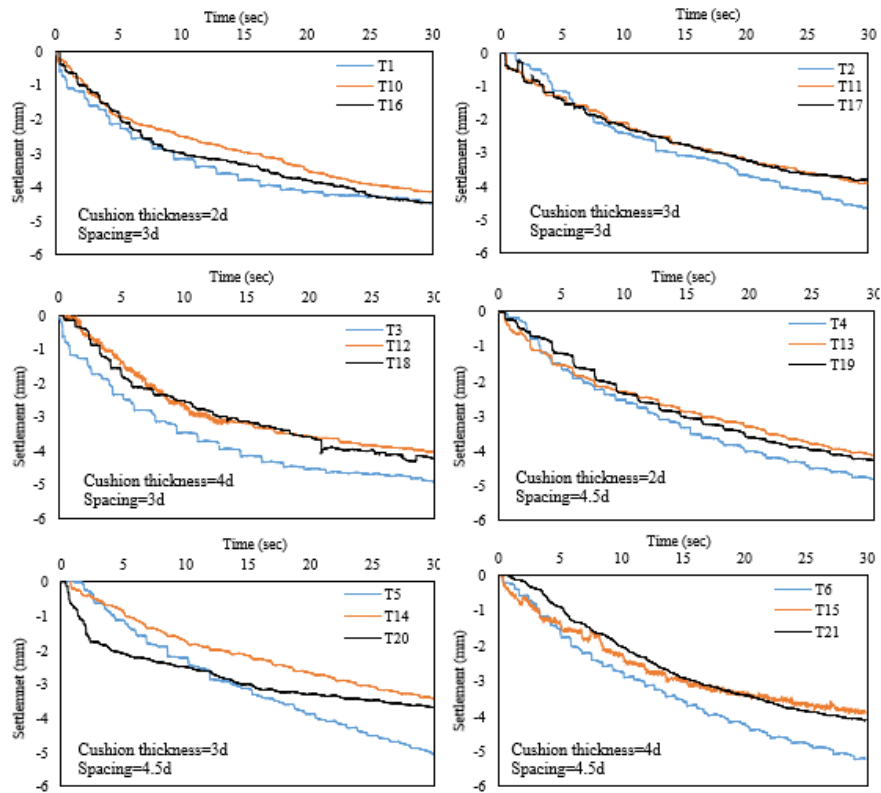 Time (sec)
0 5 10 15 20 25 30
0
-1
-2
-3
-4
-5
-6
Settlement (mm)
T1
T10
T16
Cushion thickness=2d
Spacing=3d
Time (sec)
0 5 10 15 20 25 30
0
-1
-2
-3
-4
-5
-6
Settlement (mm)
T2
T11
T17
Cushion thickness=3d
Spacing=3d
Time (sec)
0 5 10 15 20 25 30
0
-1
-2
-3
-4
-5
-6
Settlement (mm)
T3
T12
T18
Cushion thickness=4d
Spacing=3d
Time (sec)
0 5 10 15 20 25 30
0
-1
-2
-3
-4
-5
-6
Settlement (mm)
T4
T13
T19
Cushion thickness=2d
Spacing=4.5d
Time (sec)
0 5 10 15 20 25 30
0
-1
-2
-3
-4
-5
-6
Settlmnet (mm)
T5
T14
T20
Cushion thickness=3d
Spacing=4.5d
Time (sec)
0 5 10 15 20 25 30
0
-1
-2
-3
-4
-5
-6
Settlement (mm)
T6
T15
T21
Cushion thickness=4d
Spacing=4.5d